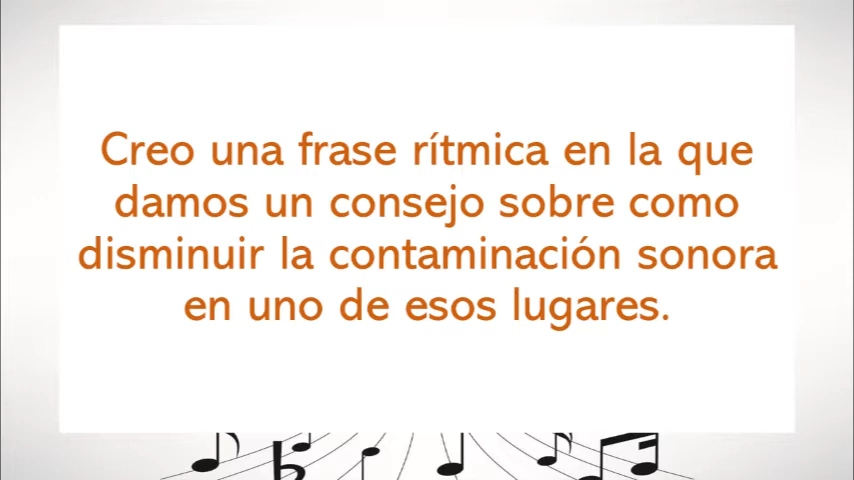 Creo una frase rítmica en la que
damos un consejo sobre como
disminuir la contaminación sonora
en uno de esos lugares.